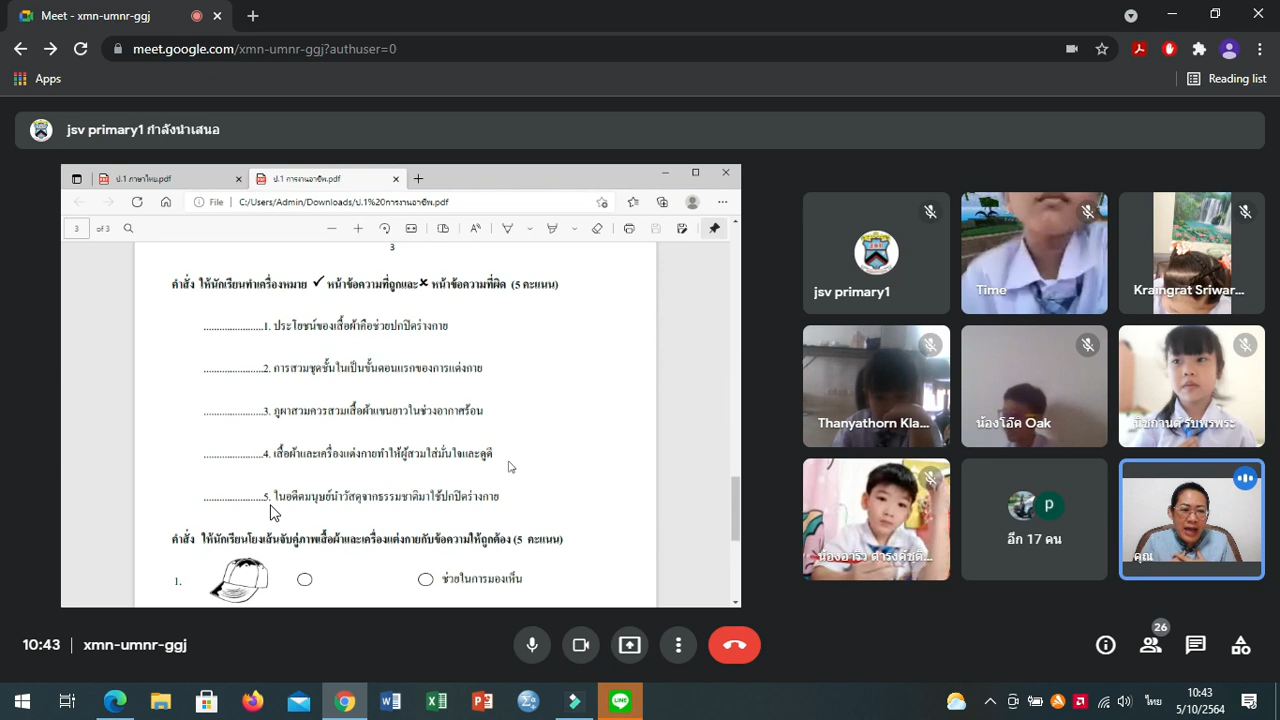 Meet - xmn-umnr-ggj
meet.google.com/xmn-umnr-ggj?authuser=0
Apps
Reading list
jsv primary1 กำลังนำเสนอ
ป.1 ภาษาไทย.pdf
ป.1 การงานอาชีพ.pdf
File
C:/Users/Admin/Downloads/ป.1%20การงานอาชีพ.pdf
3 of 3
3
คำสั่ง ให้นักเรียนทำเครื่องหมาย ✓ หน้าข้อความที่ถูกและ✗ หน้าข้อความที่ผิด (5 คะแนน)
......................1. ประโยชน์ของเสื้อผ้าคือช่วยปกปิดร่างกาย
......................2. การสวมชุดชั้นในเป็นขั้นตอนแรกของการแต่งกาย
......................3. ภูผาสวมควรสวมเสื้อผ้าแขนยาวในช่วงอากาศร้อน
......................4. เสื้อผ้าและเครื่องแต่งกายทำให้ผู้สวมใส่มั่นใจและดูดี
......................5. ในอดีตมนุษย์นำวัสดุจากธรรมชาติมาใช้ปกปิดร่างกาย
คำสั่ง ให้นักเรียนโยงเส้นจับคู่ภาพเสื้อผ้าและเครื่องแต่งกายกับข้อความให้ถูกต้อง (5 คะแนน)
1.
ช่วยในการมองเห็น
jsv primary1
Time
Kraingrat Sriwar...
Thanyathorn Kla...
น้องโอ๊ค Oak
p
อีก 17 คน
คุณ
10:43
xmn-umnr-ggj
26
LINE
ไทย
10:43
5/10/2564